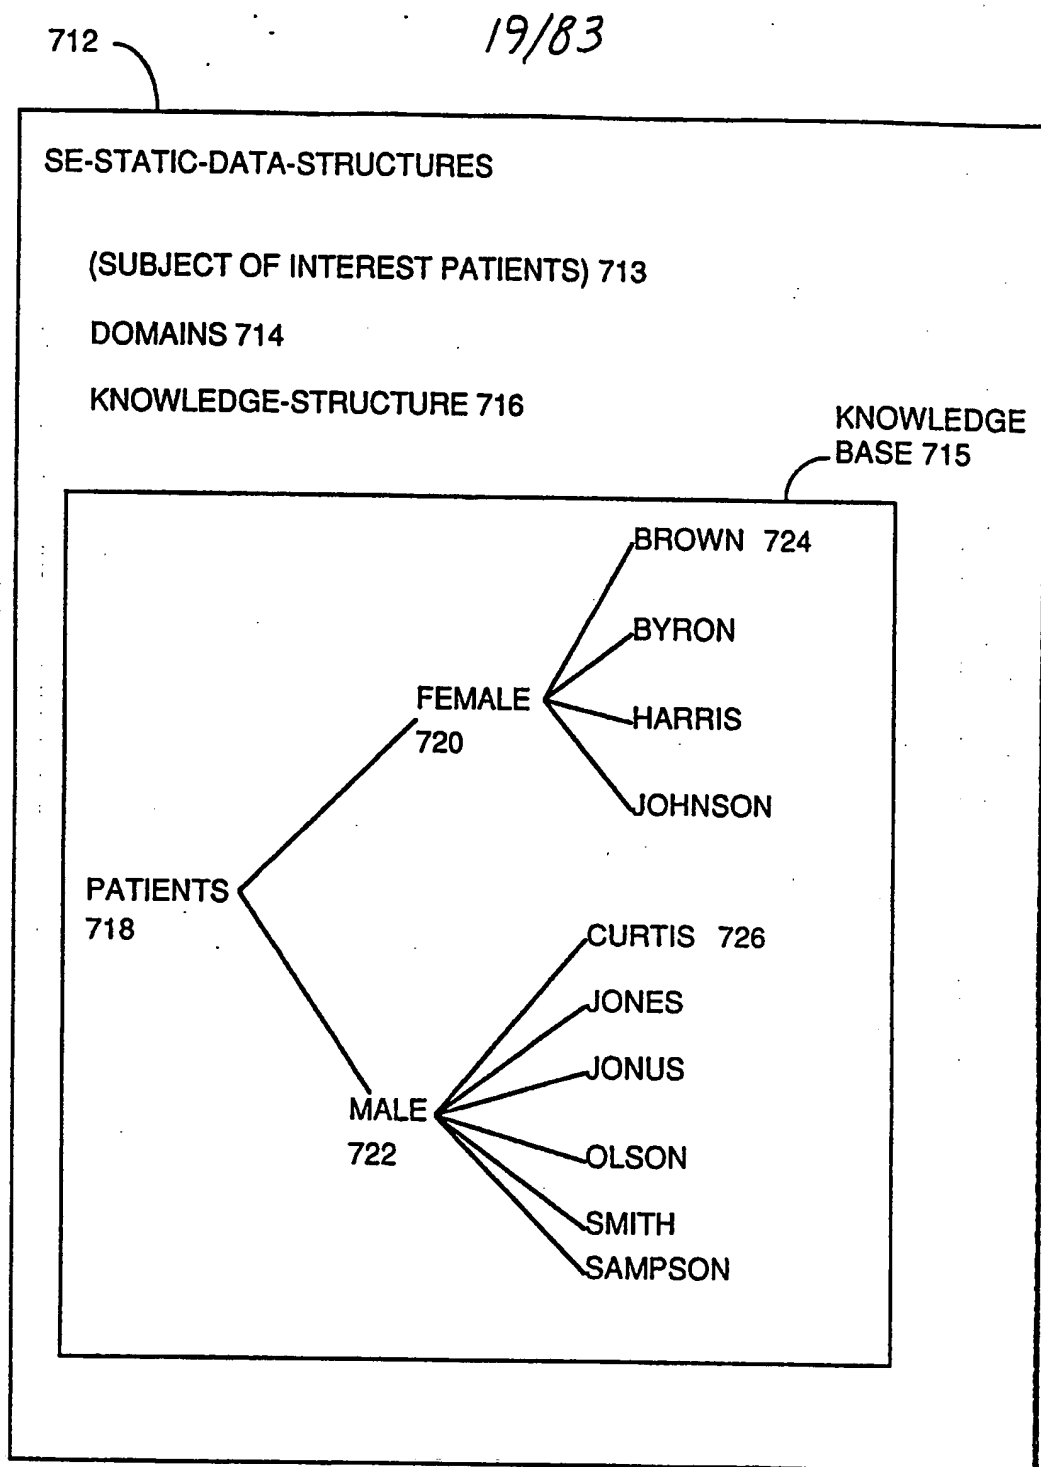 19/83
712
SE-STATIC-DATA-STRUCTURES
(SUBJECT OF INTEREST PATIENTS) 713
DOMAINS 714
KNOWLEDGE-STRUCTURE 716
KNOWLEDGE
BASE 715
BROWN 724
BYRON
FEMALE
720
HARRIS
JOHNSON
PATIENTS
718
CURTIS 726
JONES
JONUS
MALE
722
OLSON
SMITH
SAMPSON